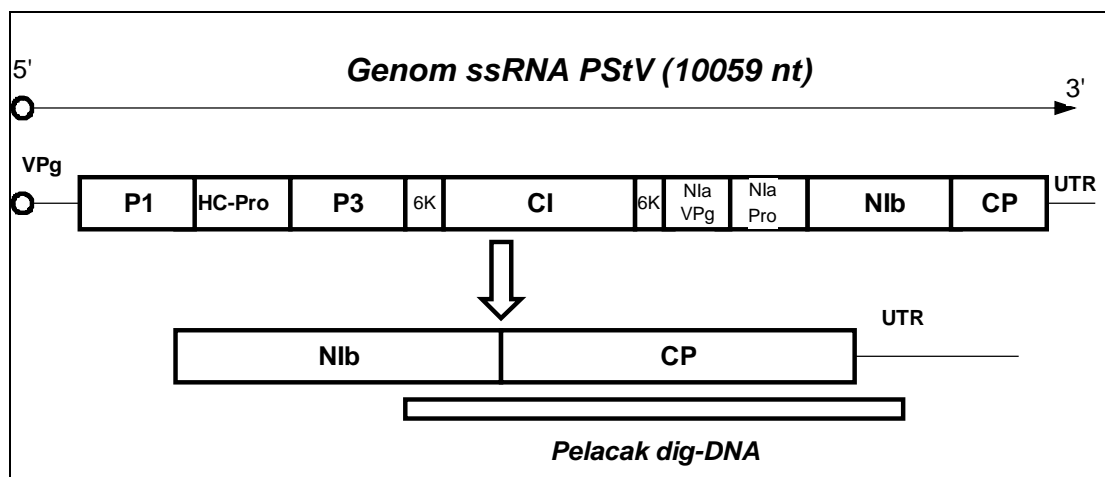 Genom ssRNA PStV (10059 nt)
5'
3'
VPg
P1 HC-Pro P3 6K CI 6K NIa VPg NIa Pro NIb CP UTR
NIb CP UTR
Pelacak dig-DNA